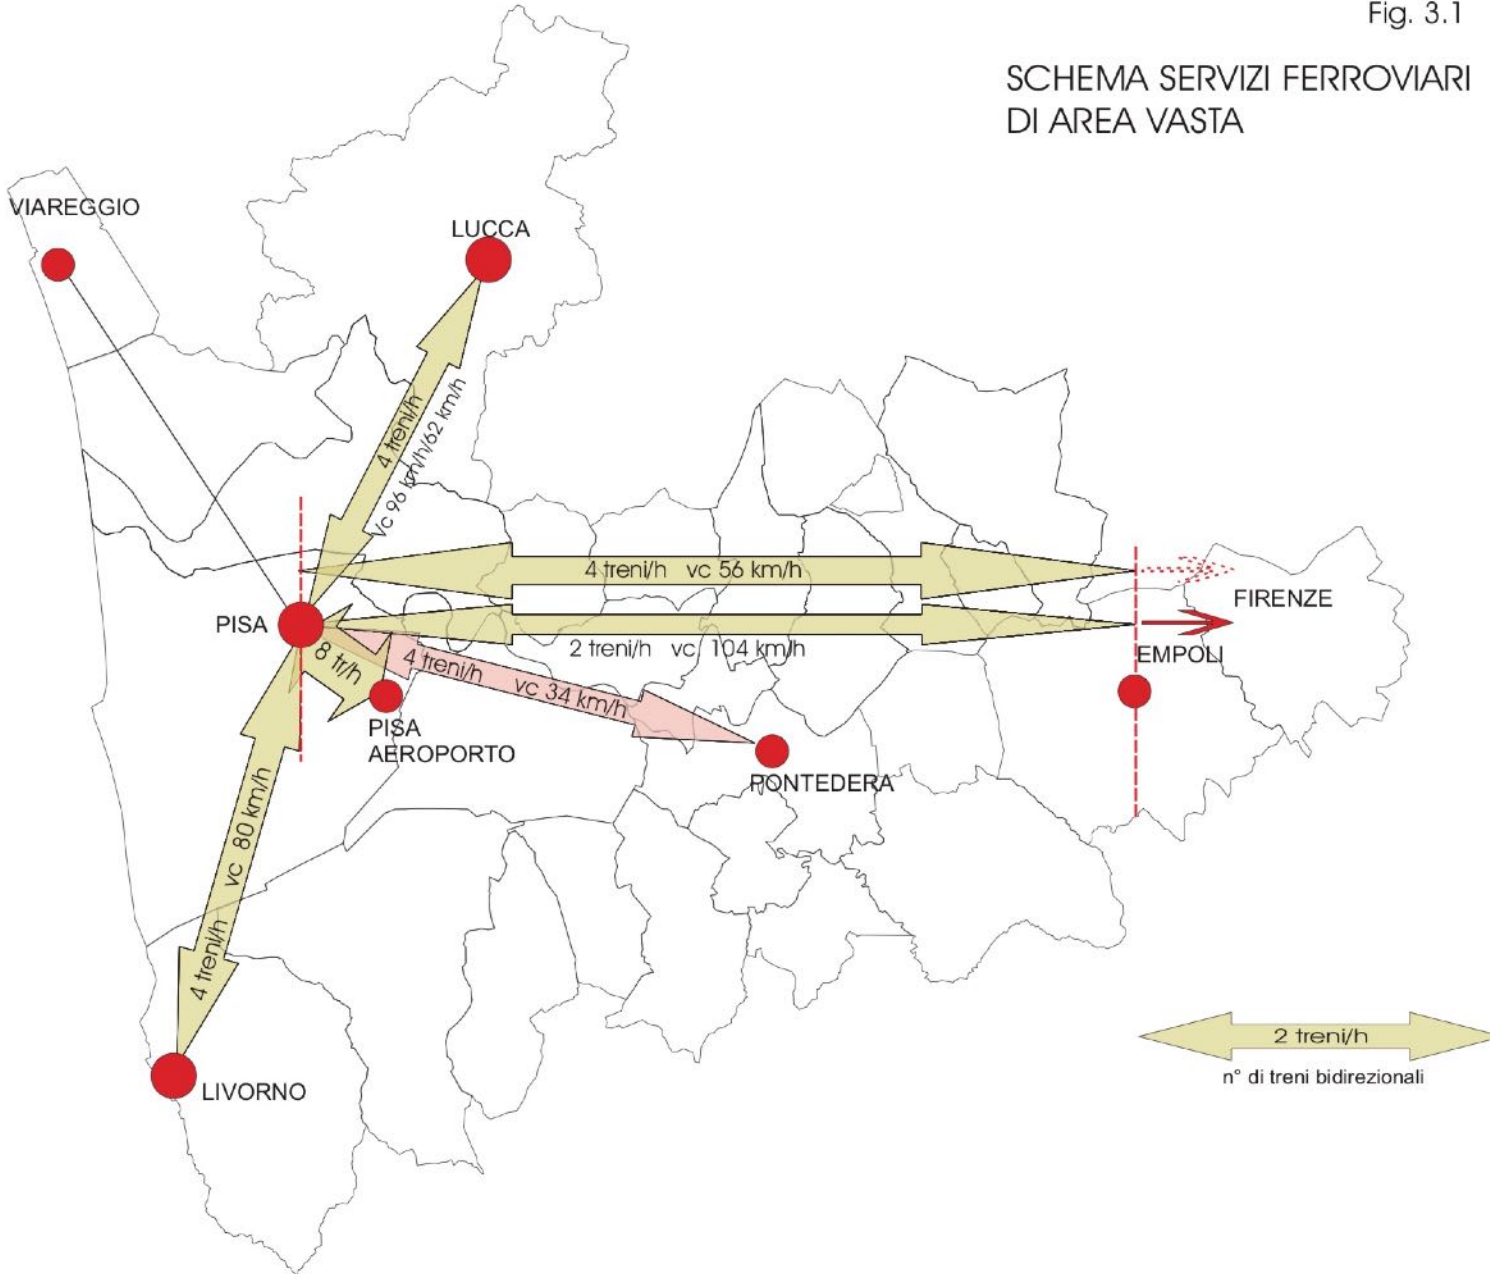 Fig. 3.1
SCHEMA SERVIZI FERROVIARI
DI AREA VASTA
VIAREGGIO
LUCCA
4 treni/h
Vc 96 km/h/62 km/h
4 treni/h vc 56 km/h
FIRENZE
PISA
2 treni/h vc 104 km/h
EMPOLI
8 tr/h
4 treni/h vc 34 km/h
PISA
AEROPORTO
PONTEDERA
4 treni/h vc 80 km/h
LIVORNO
2 treni/h
n° di treni bidirezionali